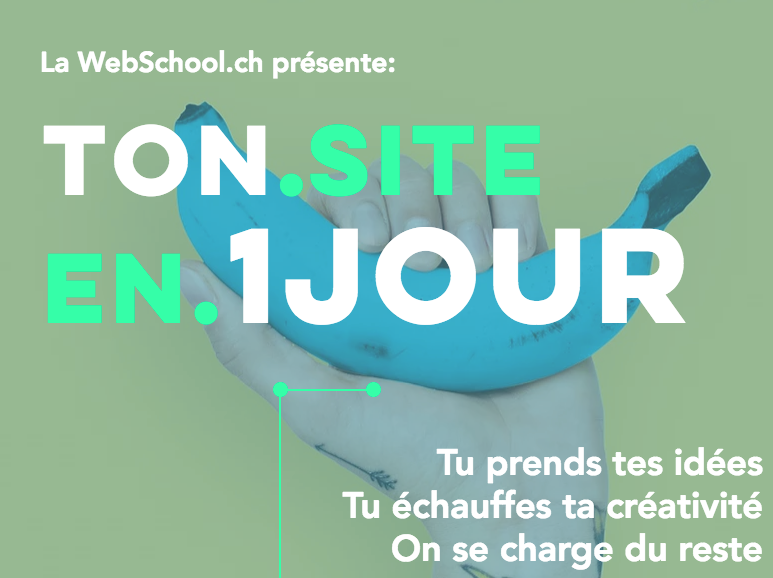 La WebSchool.ch présente:
TON.SITE
EN.1JOUR
Tu prends tes idées
Tu échauffes ta créativité
On se charge du reste